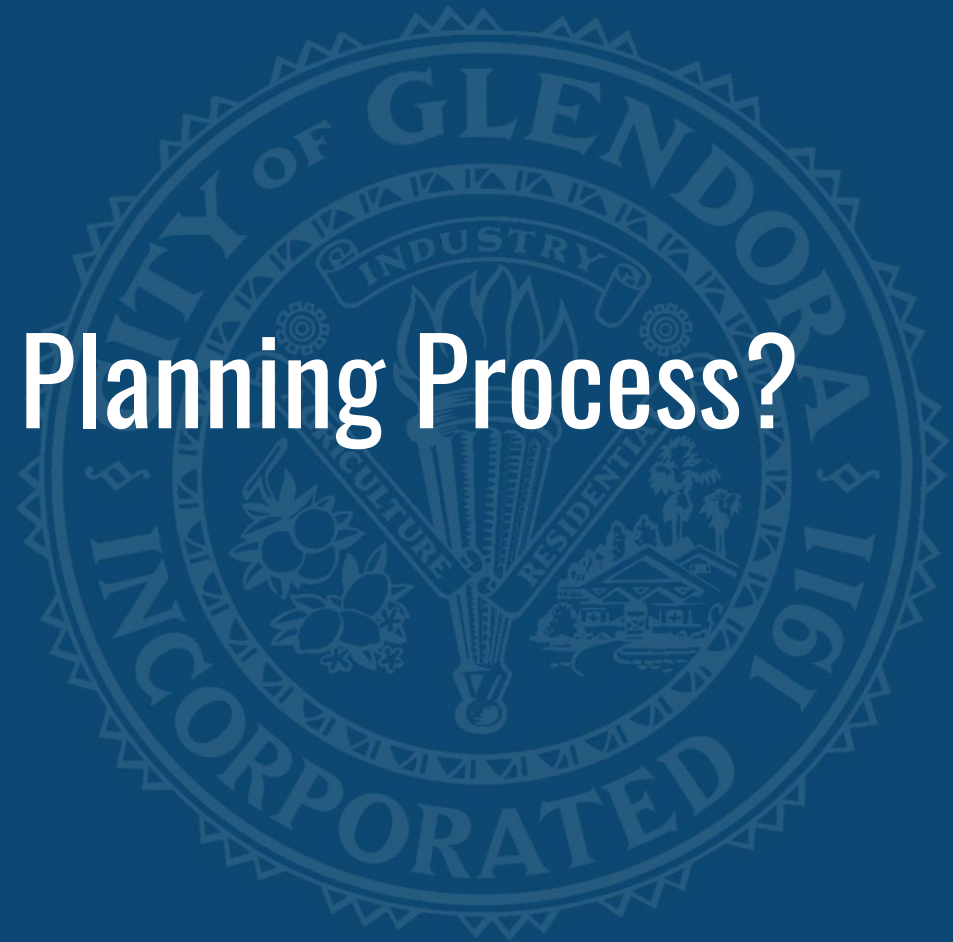 Planning Process?
CITY OF GLENDORA
INDUSTRY
AGRICULTURE
RESIDENTIAL
INCORPORATED 1911